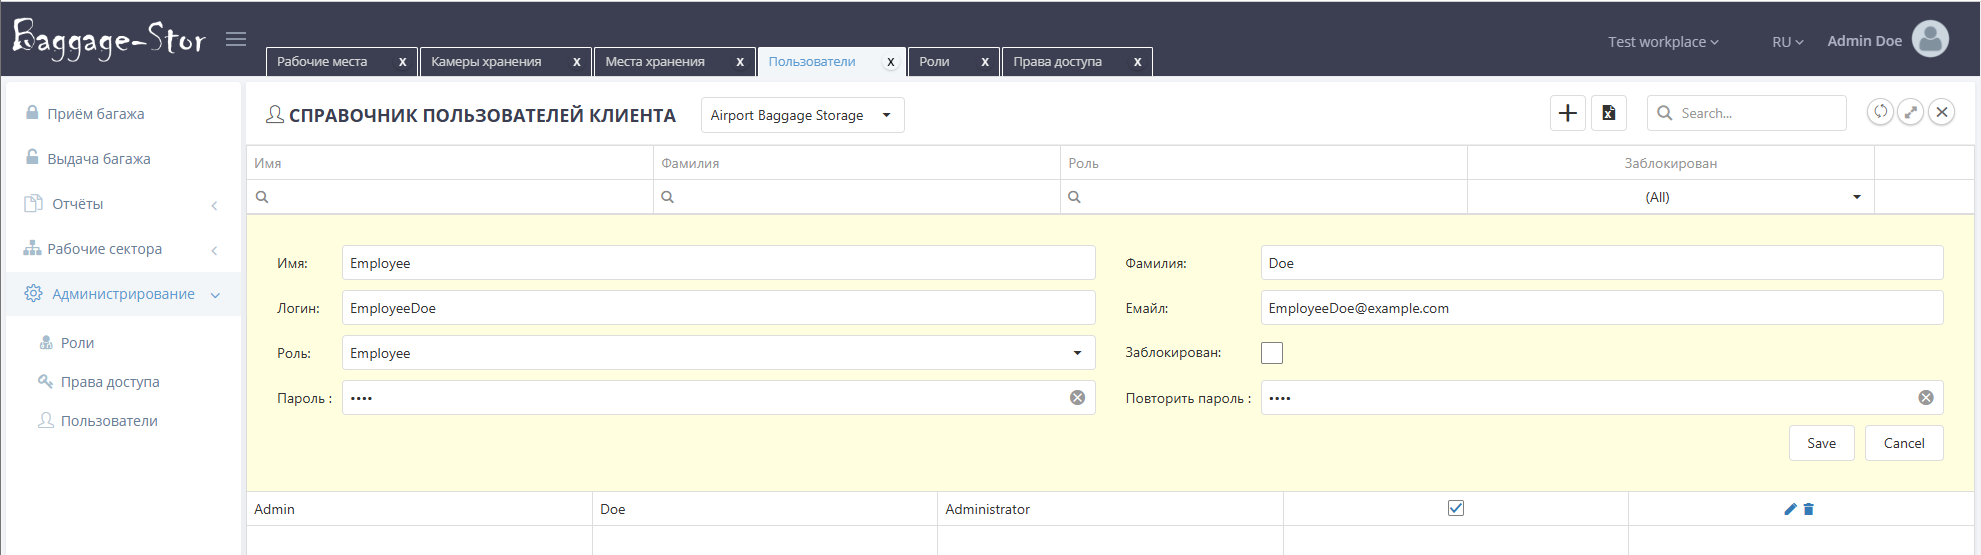 Baggage-Stor
Test workplace RU Admin Doe
Рабочие места x Камеры хранения x Места хранения x Пользователи x Роли x Права доступа x
Приём багажа
Выдача багажа
Отчёты
Рабочие сектора
Администрирование
Роли
Права доступа
Пользователи
СПРАВОЧНИК ПОЛЬЗОВАТЕЛЕЙ КЛИЕНТА Airport Baggage Storage Search...
Имя Фамилия Роль Заблокирован
(All)
Имя: Employee Фамилия: Doe
Логин: EmployeeDoe Емайл: EmployeeDoe@example.com
Роль: Employee Заблокирован:
Пароль : •••• Повторить пароль : ••••
Save Cancel
Admin Doe Administrator